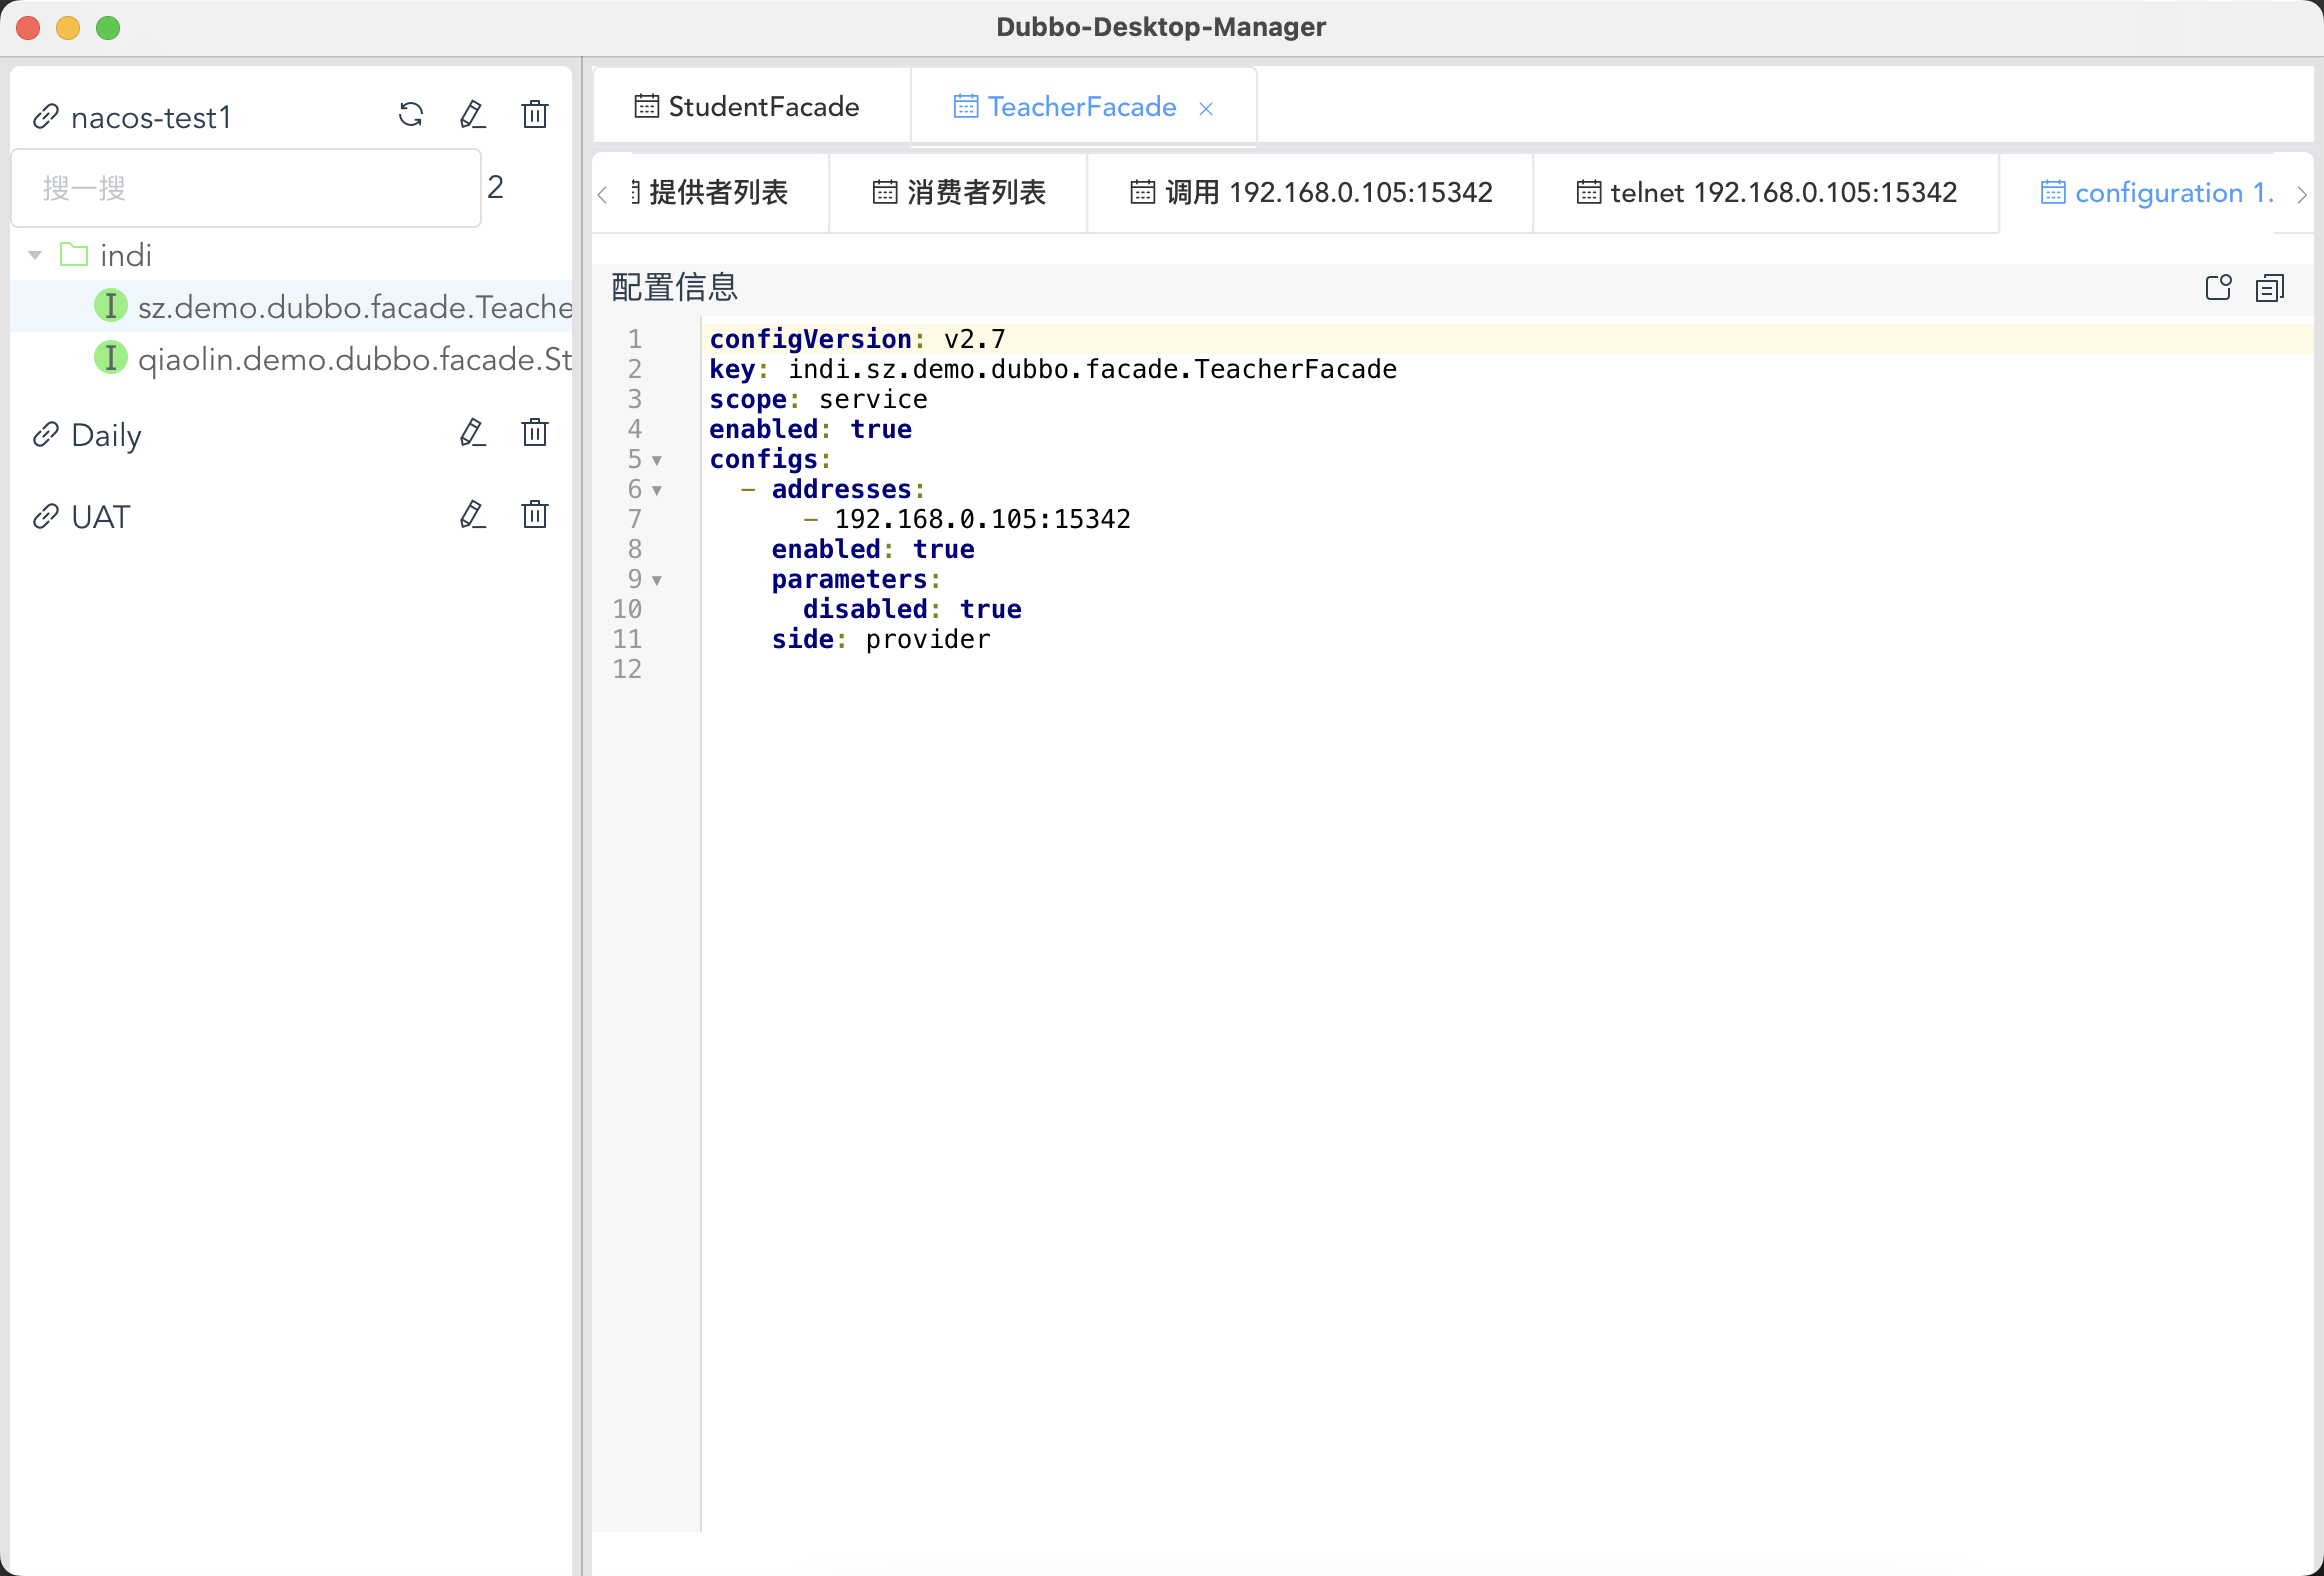 Dubbo-Desktop-Manager
nacos-test1
搜一搜
2
indi
sz.demo.dubbo.facade.Teache
qiaolin.demo.dubbo.facade.St
Daily
UAT
StudentFacade
TeacherFacade ×
提供者列表
消费者列表
调用 192.168.0.105:15342
telnet 192.168.0.105:15342
configuration 1.
配置信息
1 configVersion: v2.7
2 key: indi.sz.demo.dubbo.facade.TeacherFacade
3 scope: service
4 enabled: true
5 configs:
6 - addresses:
7 - 192.168.0.105:15342
8 enabled: true
9 parameters:
10 disabled: true
11 side: provider
12